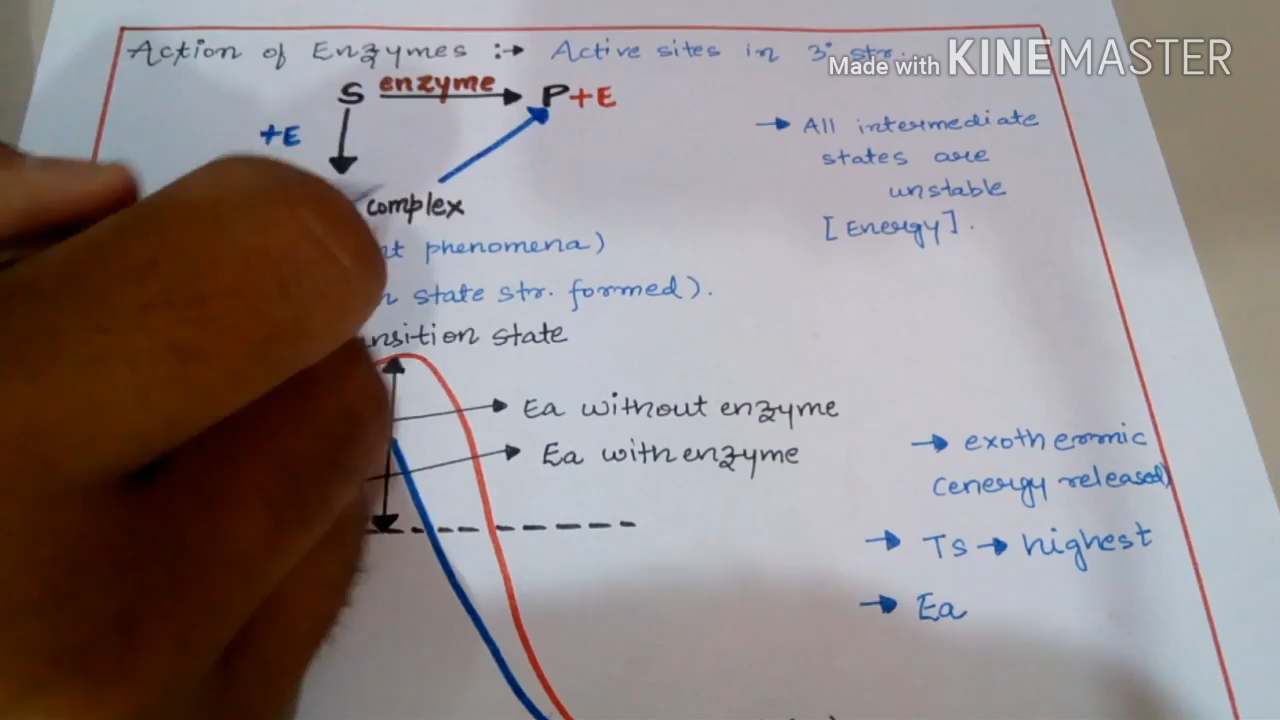 Action of Enzymes :→ Active sites in 3° str.
Made with KINEMASTER
S enzyme → P+E
+E
complex
→ All intermediate
states are
unstable
[Energy].
phenomena)
state str. formed).
state
→ Ea without enzyme
→ Ea with enzyme
→ exothermic
(energy released)
→ Ts → highest
→ Ea